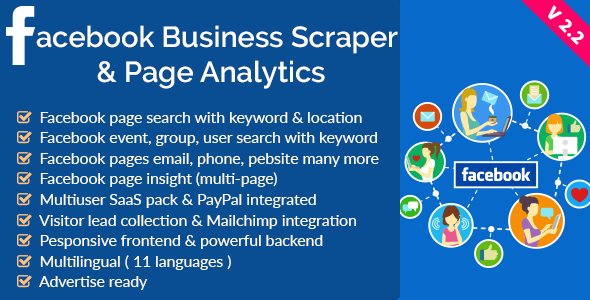 facebook Business Scraper
& Page Analytics
V 2.2
Facebook page search with keyword & location
Facebook event, group, user search with keyword
Facebook pages email, phone, pebsite many more
Facebook page insight (multi-page)
Multiuser SaaS pack & PayPal integrated
Visitor lead collection & Mailchimp integration
Pesponsive frontend & powerful backend
Multilingual ( 11 languages )
Advertise ready
facebook